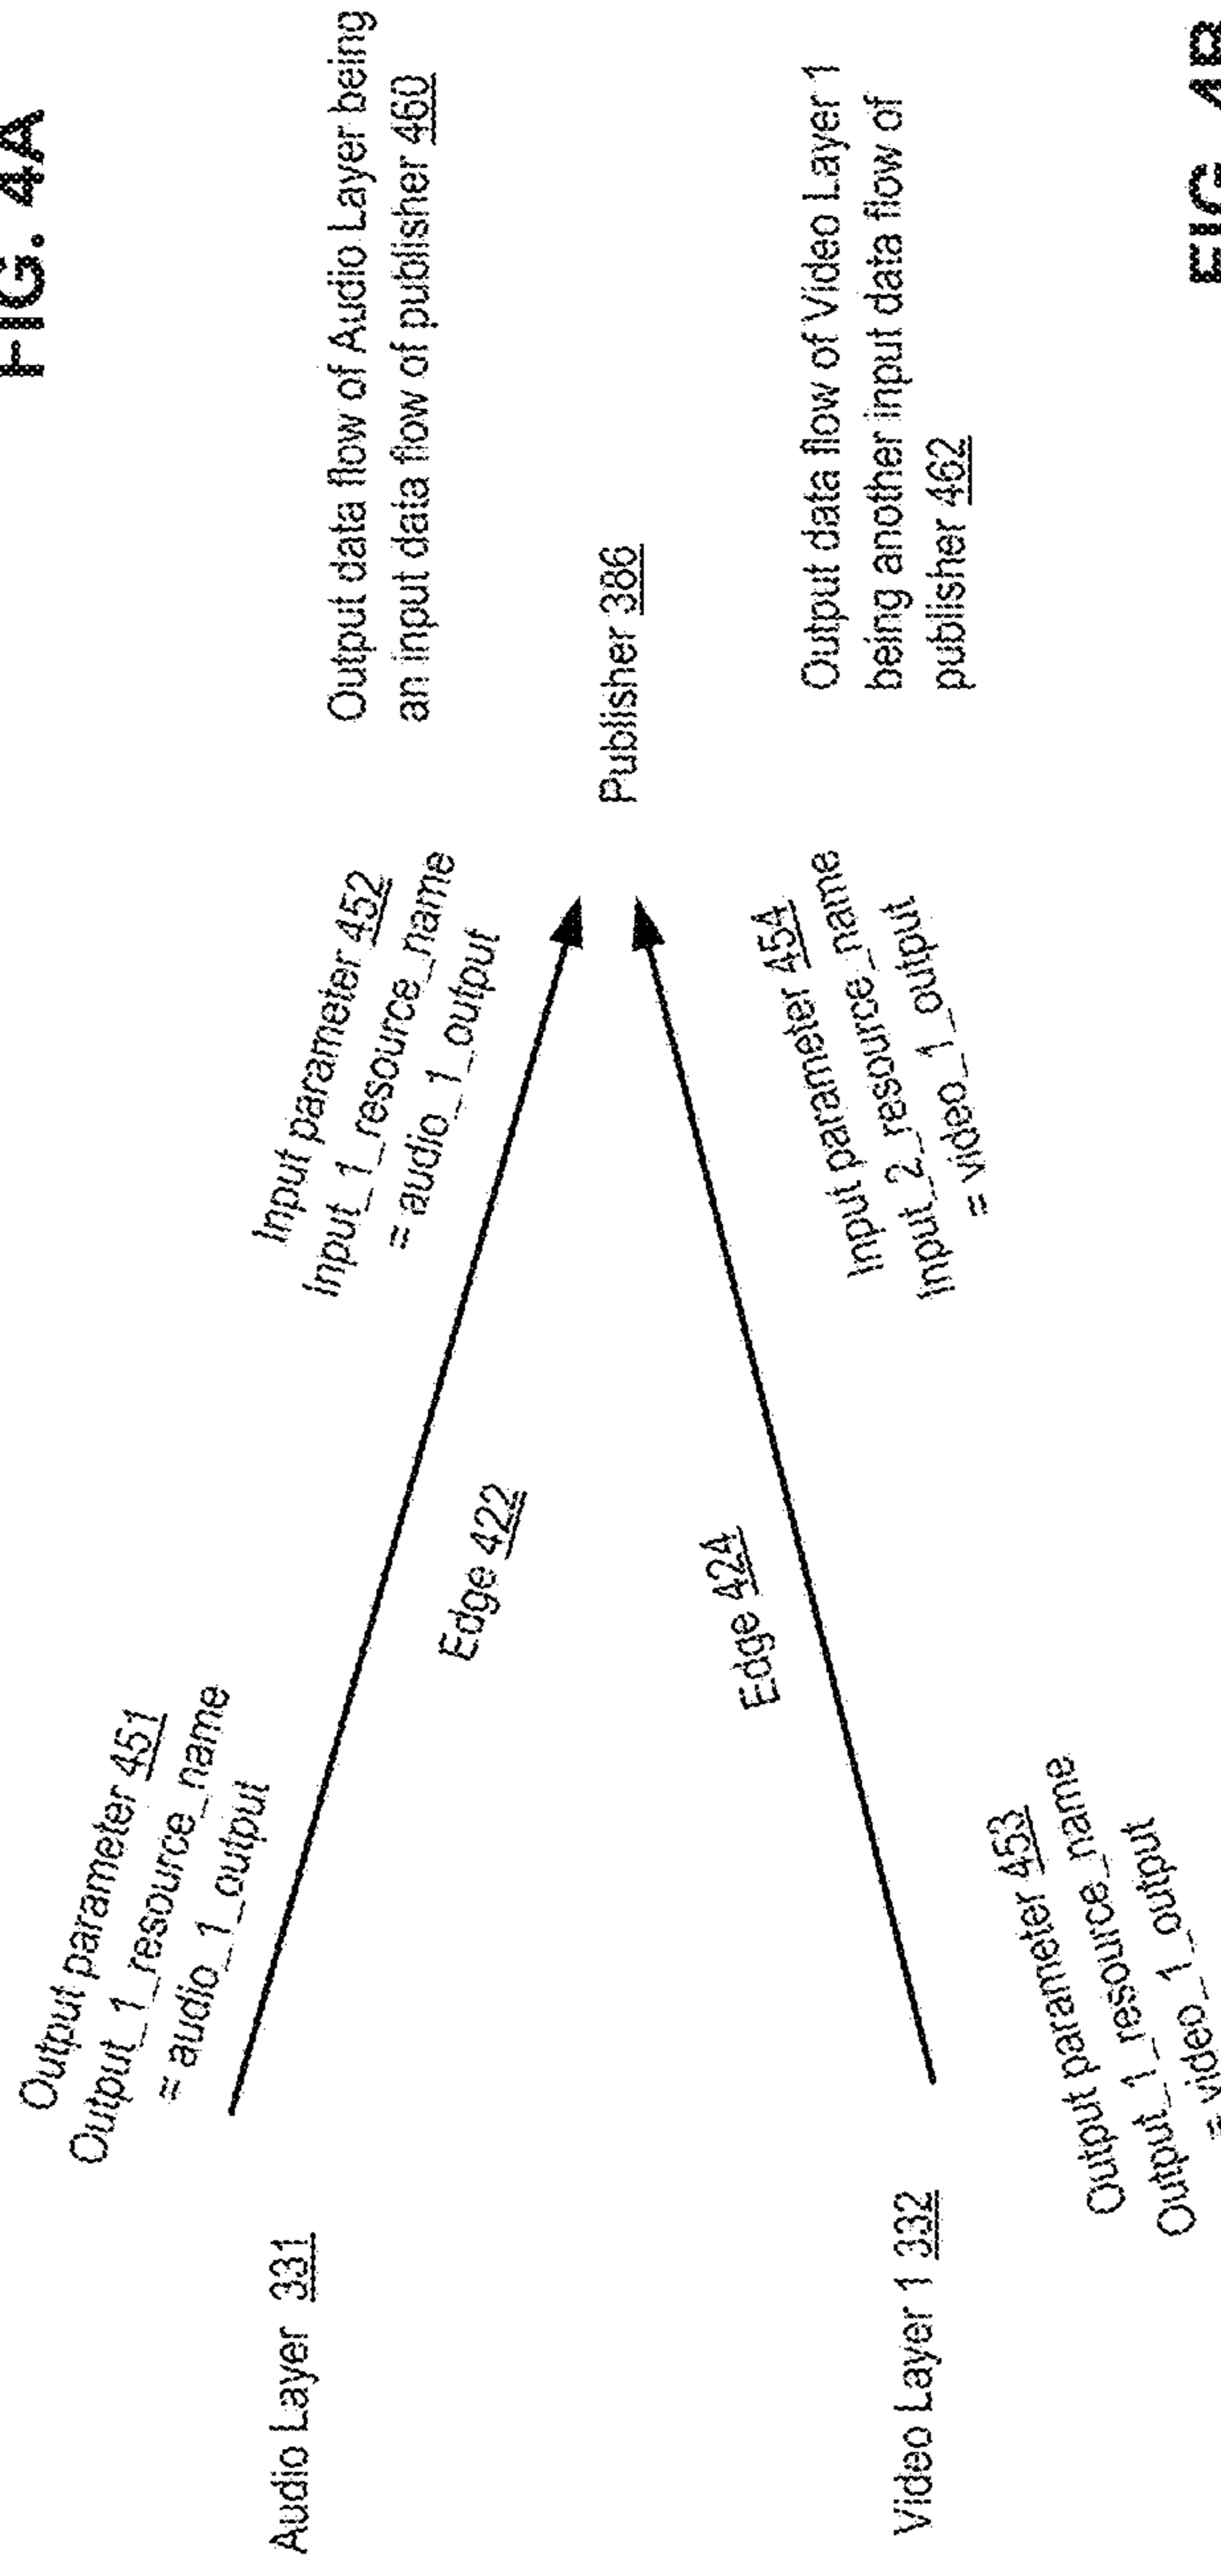 FIG. 4A
Output parameter 451
Output_1_resource_name
= audio_1_output
Input parameter 452
Input_1_resource_name
= audio_1_output
Output data flow of Audio Layer being
an input data flow of publisher 460
Audio Layer 331
Edge 422
Publisher 386
Edge 424
Video Layer 1 332
Input parameter 454
Input_2_resource_name
= video_1_output
Output data flow of Video Layer 1
being another input data flow of
publisher 462
Output parameter 453
Output_1_resource_name
= video_1_output
FIG. 4B